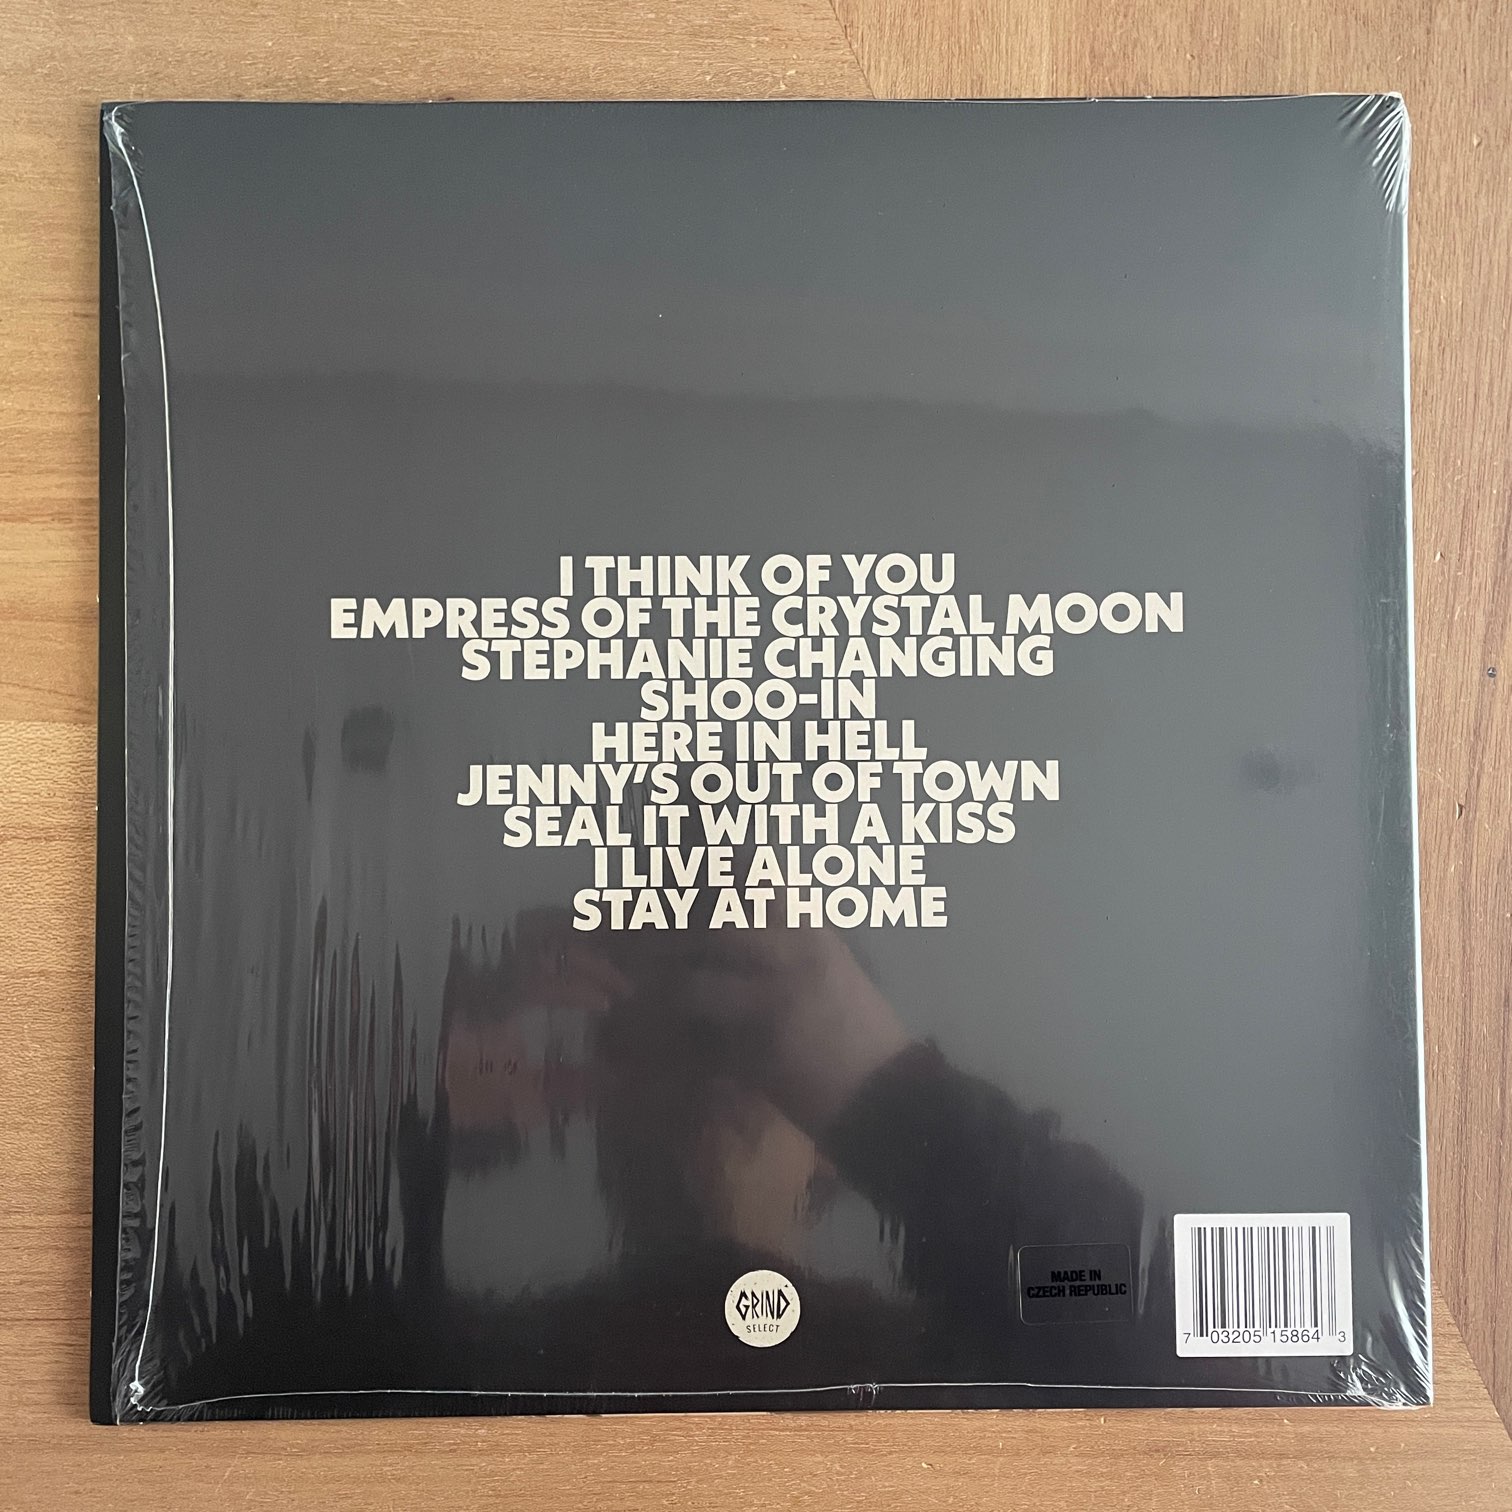 I THINK OF YOU
EMPRESS OF THE CRYSTAL MOON
STEPHANIE CHANGING
SHOO-IN
HERE IN HELL
JENNY'S OUT OF TOWN
SEAL IT WITH A KISS
I LIVE ALONE
STAY AT HOME
GRIND
SELECT
MADE IN
CZECH REPUBLIC
7 03205 15864 3